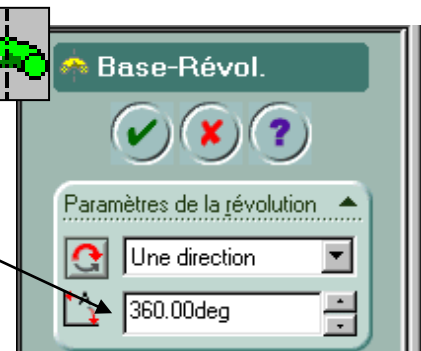 Base-Révol.
?
Paramètres de la révolution
Une direction
A
360.00deg